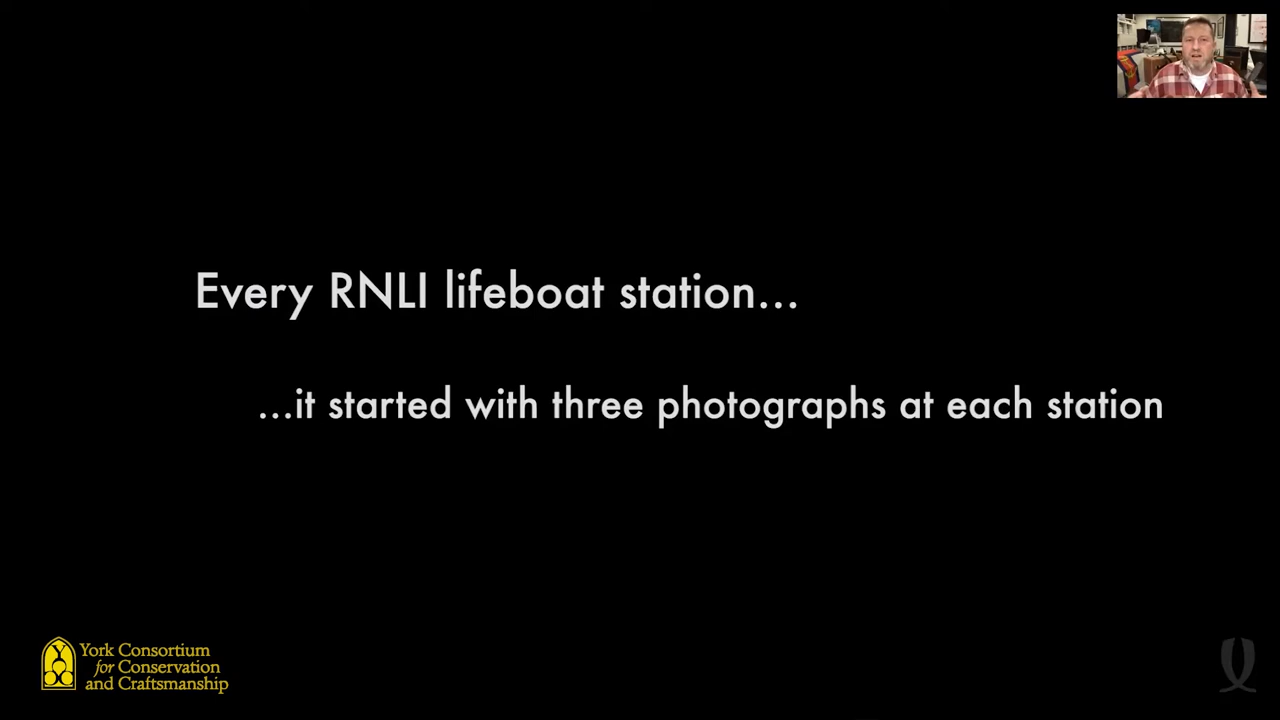 Every RNLI lifeboat station...
...it started with three photographs at each station
York Consortium
for Conservation
and Craftsmanship